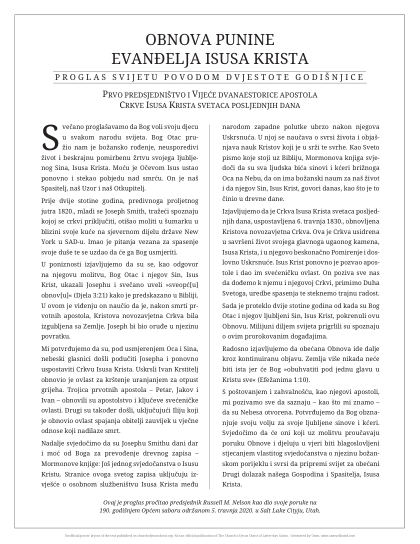 OBNOVA PUNINE
EVANĐELJA ISUSA KRISTA
PROGLAS SVIJETU POVODOM DVJESTOTE GODIŠNJICE
Prvo predsjedništvo i Vijeće dvanaestorice apostola
Crkve Isusa Krista svetaca posljednjih dana
Svečano proglašavamo da Bog voli svoju djecu
u svakom narodu svijeta. Bog Otac pru-
žio nam je božansko rođenje, neusporedivi
život i beskrajnu pomirbenu žrtvu svojega ljublje-
nog Sina, Isusa Krista. Moću je Očevom Isus ustao
ponovno i stekao pobjedu nad smrću. On je naš
Spasitelj, naš Uzor i naš Otkupitelj.
Prije dvije stotine godina, predivnoga proljetnog
jutra 1820., mladi se Joseph Smith, tražeći spoznaju
kojoj se crkvi priključiti, otišao moliti u šumarku u
blizini svoje kuće na sjevernom dijelu države New
York u SAD-u. Imao je pitanja vezana za spasenje
svoje duše te se uzdao da će ga Bog usmjeriti.
U poniznosti izjavljujemo da su se, kao odgovor
na njegovu molitvu, Bog Otac i njegov Sin, Isus
Krist, ukazali Josephu i svečano uveli »sveopć[u]
obnov[u]« (Djela 3:21) kako je predskazano u Bibliji.
U ovom je viđenju on naučio da je, nakon smrti pr-
votnih apostola, Kristova novozavjetna Crkva bila
izgubljena sa Zemlje. Joseph bi bio oruđe u njezinu
povratku.
Mi potvrđujemo da su, pod usmjerenjem Oca i Sina,
nebeski glasnici došli podučiti Josepha i ponovno
uspostaviti Crkvu Isusa Krista. Uskrsli Ivan Krstitelj
obnovio je ovlast za krštenje uranjanjem za otpust
grijeha. Trojica prvotnih apostola – Petar, Jakov i
Ivan – obnovili su apostolstvo i ključeve svećeničke
ovlasti. Drugi su također došli, uključujući Iliju koji
je obnovio ovlast spajanja obitelji zauvijek u vječne
odnose koji nadilaze smrt.
Nadalje svjedočimo da su Josephu Smithu dani dar
i moć od Boga za prevođenje drevnog zapisa –
Mormonove knjige: Još jednog svjedočanstva o Isusu
Kristu. Stranice ovoga svetog zapisa uključuju iz-
vješće o osobnom služбеništvu Isusa Krista među
narodom zapadne polutke ubrzo nakon njegova
Uskrsnuća. U njoj se naučava o svrsi života i objaš-
njava nauk Kristov koji je u srži te svrhe. Kao Sveto
pismo koje stoji uz Bibliju, Mormonova knjiga svje-
doči da su sva ljudska bića sinovi i kćeri brižnoga
Oca na Nebu, da on ima božanski naum za naš život
i da njegov Sin, Isus Krist, govori danas, kao što je to
činio u drevne dane.
Izjavljujemo da je Crkva Isusa Krista svetaca posljed-
njih dana, uspostavljena 6. travnja 1830., obnovljena
Kristova novozavjetna Crkva. Ova je Crkva usidrena
u savršeni život svojega glavnoga ugaonog kamena,
Isusa Krista, i u njegovo beskonačno Pomirenje i dos-
lovno Uskrsnuće. Isus Krist ponovno je pozvao apos-
tole i dao im svećeničku ovlast. On poziva sve nas
da dođemo k njemu i njegovoj Crkvi, primimo Duha
Svetoga, uredbe spasenja te steknemo trajnu radost.
Sada je proteklo dvije stotine godina od kada su Bog
Otac i njegov ljubljeni Sin, Isus Krist, pokrenuli ovu
Obnovu. Milijuni diljem svijeta prigrlili su spoznaju
o ovim prorokovanim događajima.
Radosno izjavljujemo da obećana Obnova ide dalje
kroz kontinuiranu objavu. Zemlja više nikada neće
biti ista jer će Bog »obuhvatiti pod jednu glavu u
Kristu sve« (Efežanima 1:10).
S poštovanjem i zahvalnošću, kao njegovi apostoli,
mi pozivamo sve da saznaju – kao što mi znamo –
da su Nebesa otvorena. Potvrđujemo da Bog obzna-
njuje svoju volju za svoje ljubljene sinove i kćeri.
Svjedočimo da će oni koji uz molitvu proučavaju
poruku Obnove i djeluju u vjeri biti blagoslovljeni
stjecanjem vlastitog svjedočanstva o njezinu božan-
skom porijeklu i svrsi da pripremi svijet za obećani
Drugi dolazak našega Gospodina i Spasitelja, Isusa
Krista.
Ovaj je proglas pročitao predsjednik Russell M. Nelson kao dio svoje poruke na
190. godišnjem Općem saboru održanom 5. travnja 2020. u Salt Lake Cityju, Utah.